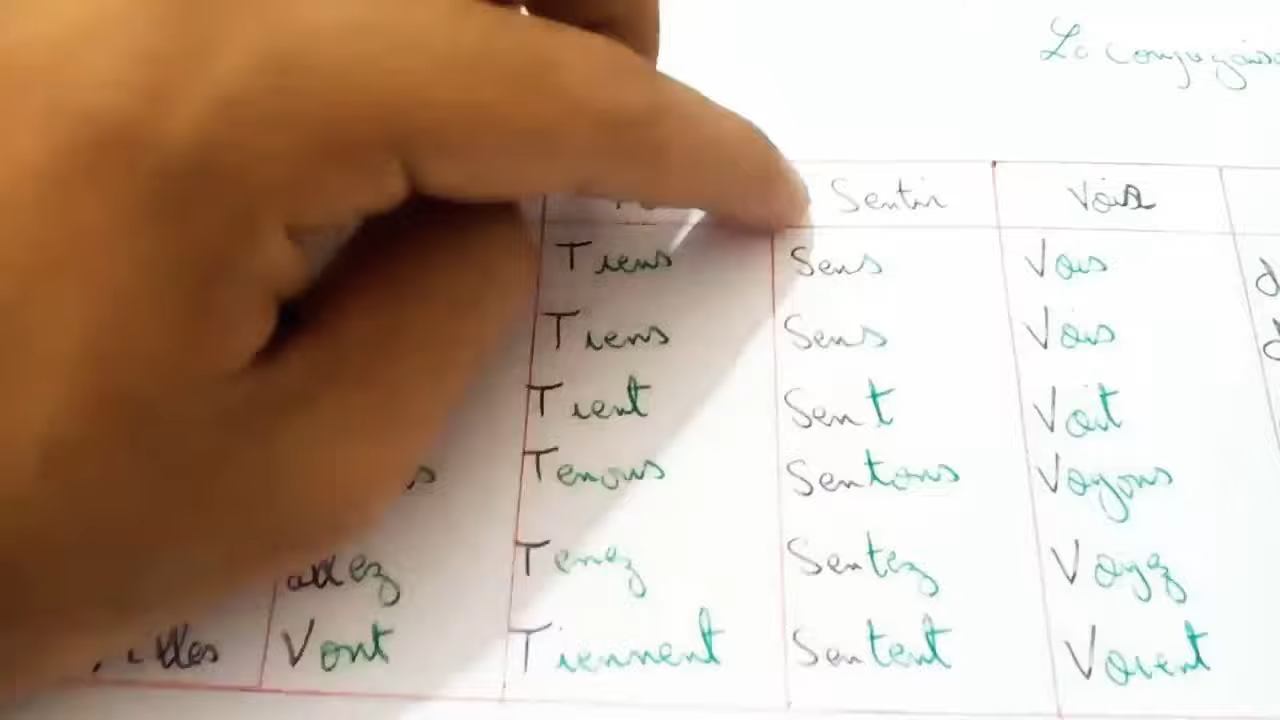 La conjugaiso
Sentir Voir
Tiens Sens Vois
Tiens Sens Vois
Tient Sent Voit
s Tenons Sentons Voyons
allez Tenez Sentez Voyez
elles Vont Tiennent Sentent Voient